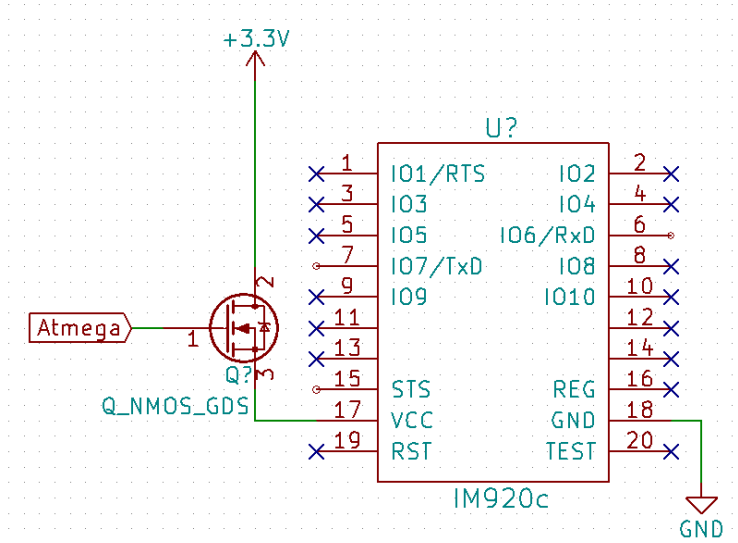 +3.3V
U?
1 IO1/RTS IO2 2
3 IO3 IO4 4
5 IO5 IO6/RxD 6
7 IO7/TxD IO8 8
9 IO9 IO10 10
11 12
13 14
15 STS REG 16
17 VCC GND 18
19 RST TEST 20
IM920c
2
Atmega
1
Q?
3
Q_NMOS_GDS
GND